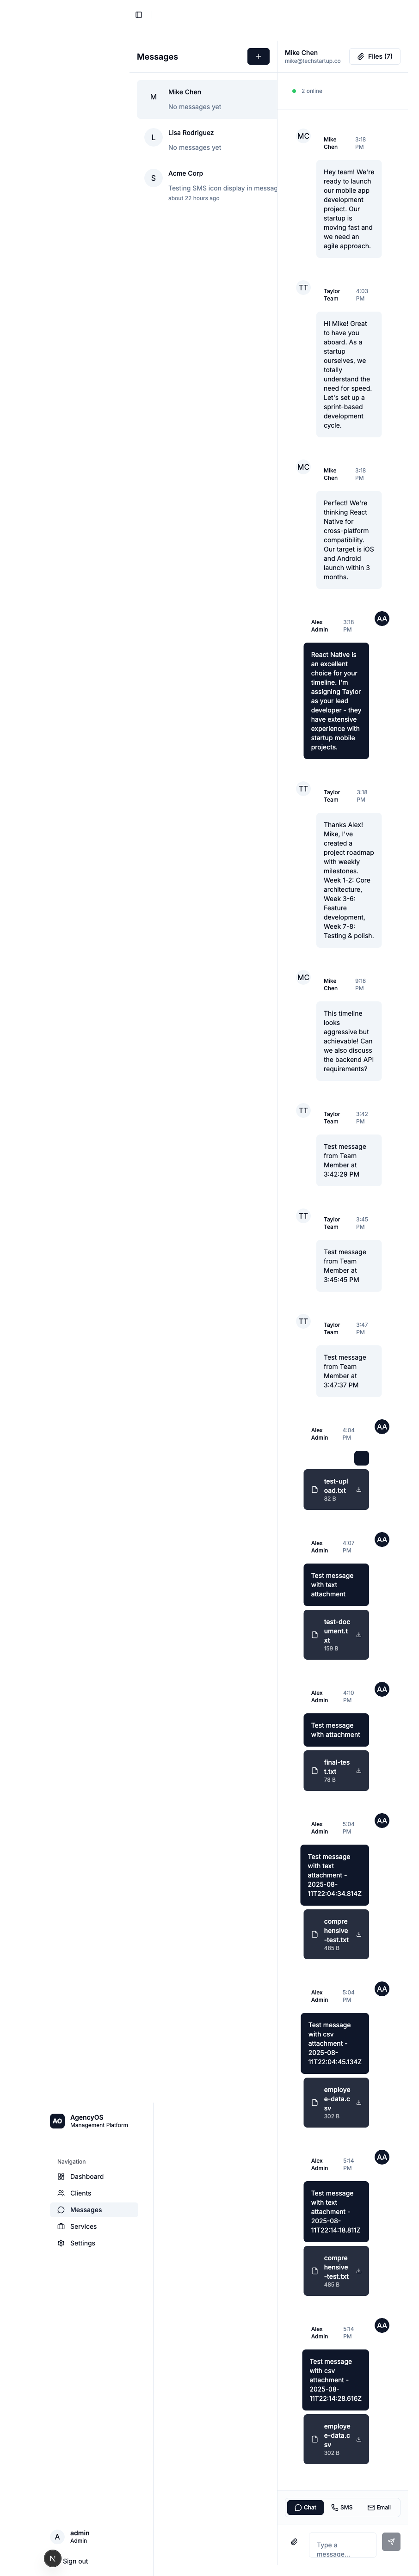 Messages
Mike Chen
mike@techstartup.co
Files (7)
M
Mike Chen
No messages yet
L
Lisa Rodriguez
No messages yet
S
Acme Corp
Testing SMS icon display in messag
about 22 hours ago
2 online
MC
Mike
Chen
3:18
PM
Hey team! We're
ready to launch
our mobile app
development
project. Our
startup is
moving fast and
we need an
agile approach.
TT
Taylor
Team
4:03
PM
Hi Mike! Great
to have you
aboard. As a
startup
ourselves, we
totally
understand the
need for speed.
Let's set up a
sprint-based
development
cycle.
MC
Mike
Chen
3:18
PM
Perfect! We're
thinking React
Native for
cross-platform
compatibility.
Our target is iOS
and Android
launch within 3
months.
Alex
Admin
3:18
PM
AA
React Native is
an excellent
choice for your
timeline. I'm
assigning Taylor
as your lead
developer - they
have extensive
experience with
startup mobile
projects.
TT
Taylor
Team
3:18
PM
Thanks Alex!
Mike, I've
created a
project roadmap
with weekly
milestones.
Week 1-2: Core
architecture,
Week 3-6:
Feature
development,
Week 7-8:
Testing & polish.
MC
Mike
Chen
9:18
PM
This timeline
looks
aggressive but
achievable! Can
we also discuss
the backend API
requirements?
TT
Taylor
Team
3:42
PM
Test message
from Team
Member at
3:42:29 PM
TT
Taylor
Team
3:45
PM
Test message
from Team
Member at
3:45:45 PM
TT
Taylor
Team
3:47
PM
Test message
from Team
Member at
3:47:37 PM
Alex
Admin
4:04
PM
AA
test-upl
oad.txt
82 B
Alex
Admin
4:07
PM
AA
Test message
with text
attachment
test-doc
ument.t
xt
159 B
Alex
Admin
4:10
PM
AA
Test message
with attachment
final-tes
t.txt
78 B
Alex
Admin
5:04
PM
AA
Test message
with text
attachment -
2025-08-
11T22:04:34.814Z
compre
hensive
-test.txt
485 B
Alex
Admin
5:04
PM
AA
Test message
with csv
attachment -
2025-08-
11T22:04:45.134Z
employe
e-data.c
sv
302 B
Alex
Admin
5:14
PM
AA
Test message
with text
attachment -
2025-08-
11T22:14:18.811Z
compre
hensive
-test.txt
485 B
Alex
Admin
5:14
PM
AA
Test message
with csv
attachment -
2025-08-
11T22:14:28.616Z
employe
e-data.c
sv
302 B
Chat
SMS
Email
Type a
message...
AO
AgencyOS
Management Platform
Navigation
Dashboard
Clients
Messages
Services
Settings
A
admin
Admin
N
Sign out